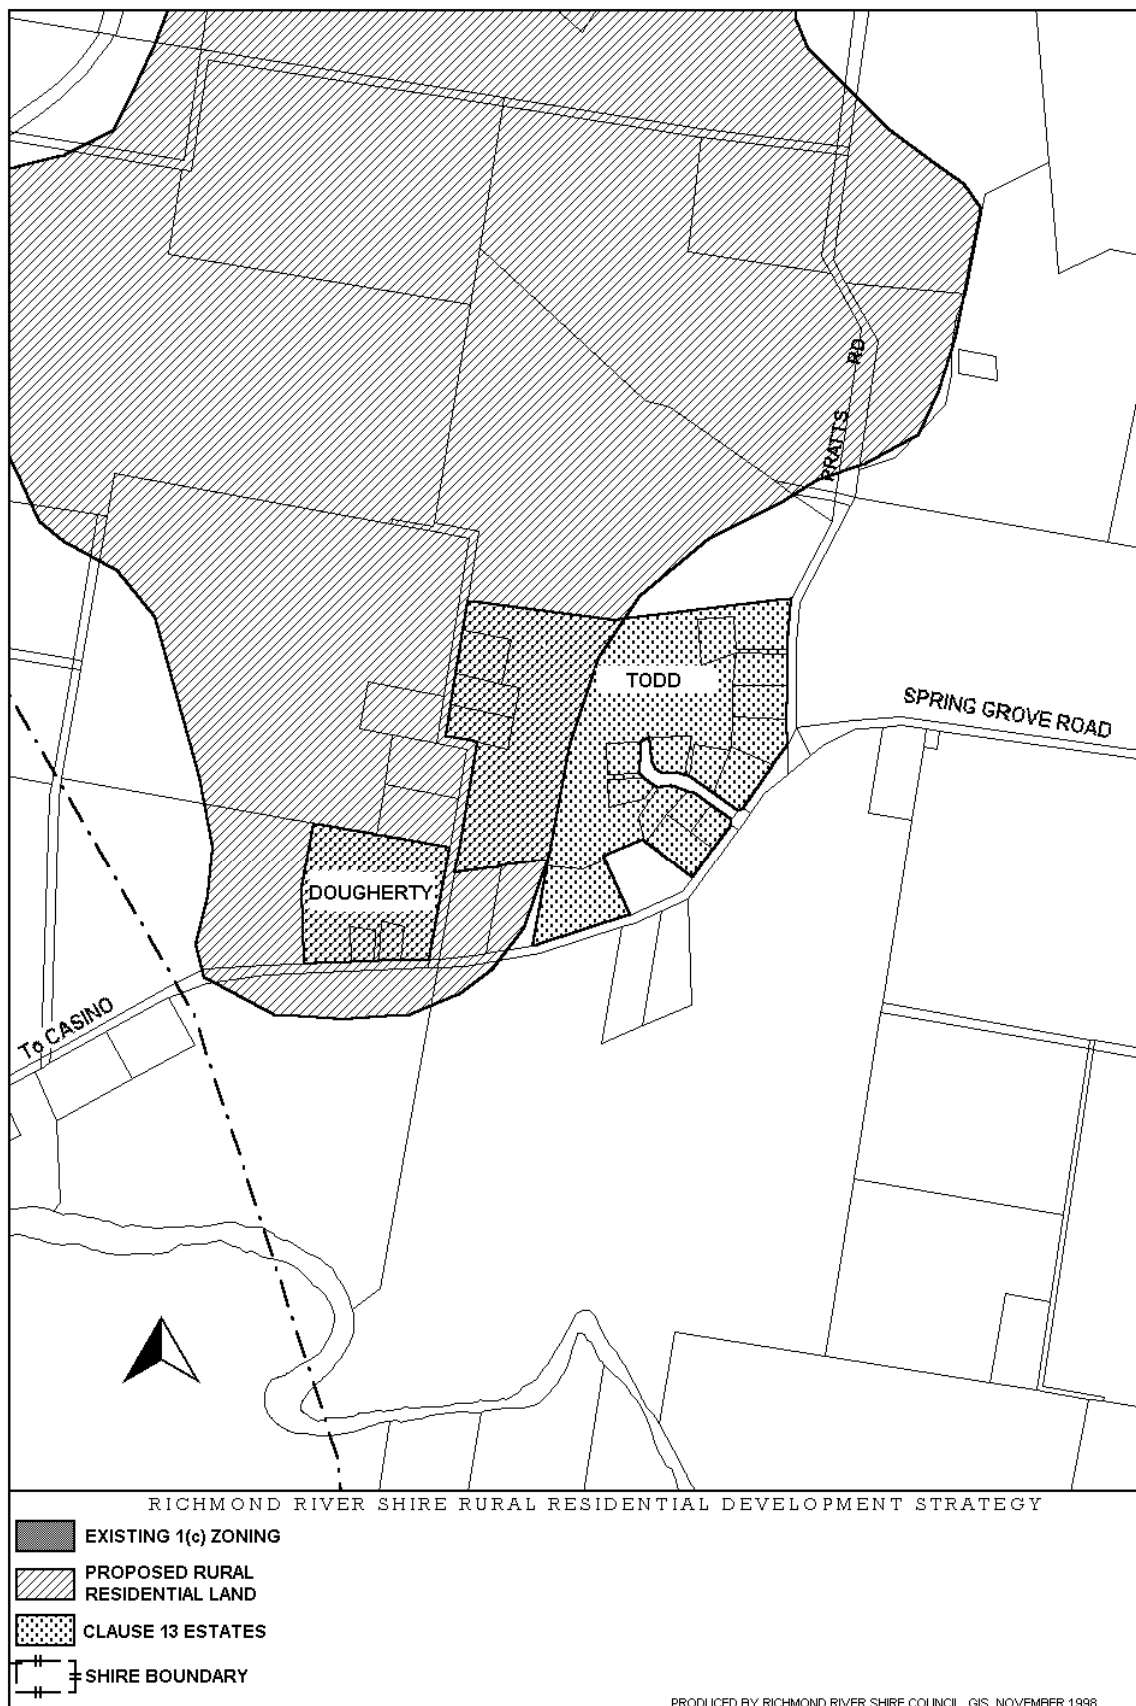 PRATTS RD
SPRING GROVE ROAD
TODD
DOUGHERTY
To CASINO
RICHMOND RIVER SHIRE RURAL RESIDENTIAL DEVELOPMENT STRATEGY
EXISTING 1(c) ZONING
PROPOSED RURAL
RESIDENTIAL LAND
CLAUSE 13 ESTATES
SHIRE BOUNDARY
PRODUCED BY RICHMOND RIVER SHIRE COUNCIL, GIS, NOVEMBER 1998